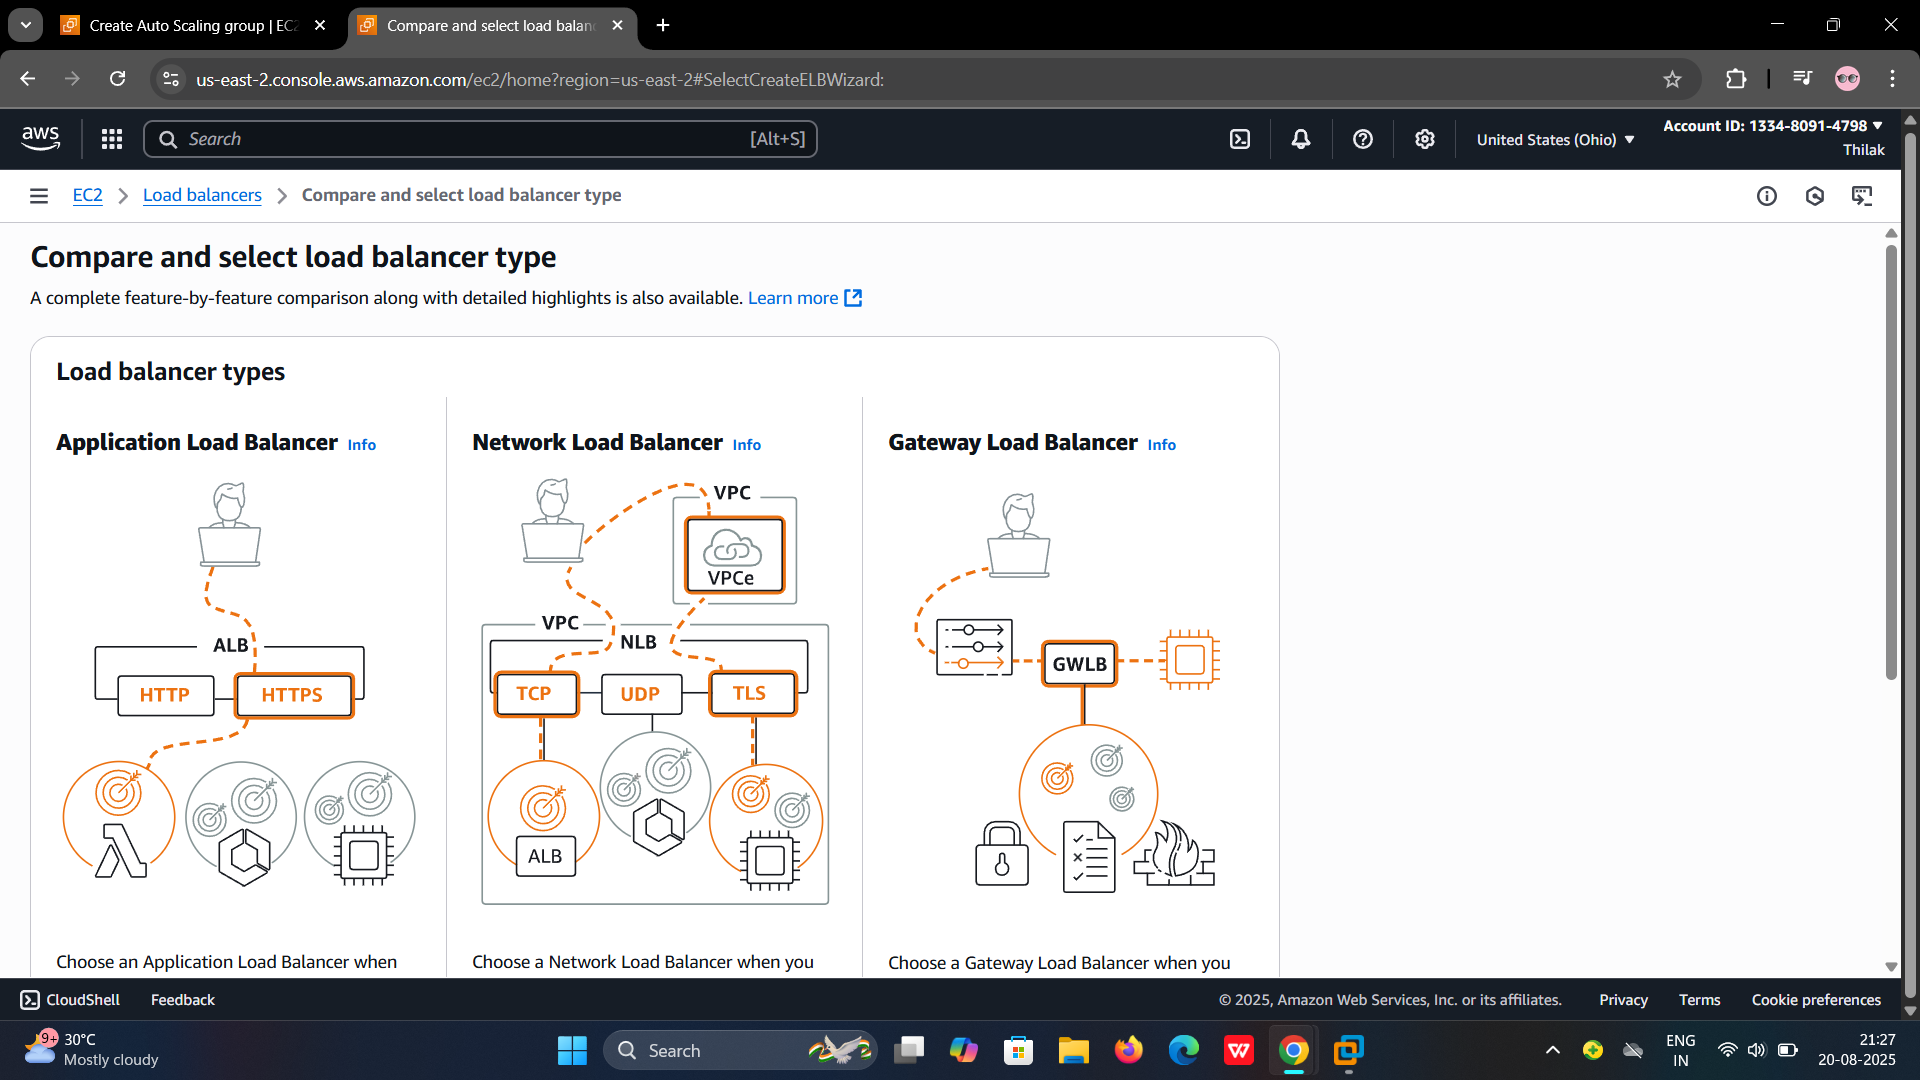 Create Auto Scaling group | EC2
Compare and select load balan
us-east-2.console.aws.amazon.com/ec2/home?region=us-east-2#SelectCreateELBWizard:
aws
Search
[Alt+S]
United States (Ohio)
Account ID: 1334-8091-4798
Thilak
EC2
Load balancers
Compare and select load balancer type
Compare and select load balancer type
A complete feature-by-feature comparison along with detailed highlights is also available. Learn more
Load balancer types
Application Load Balancer Info
ALB
HTTP
HTTPS
Choose an Application Load Balancer when
Network Load Balancer Info
VPC
VPCe
VPC
NLB
TCP
UDP
TLS
ALB
Choose a Network Load Balancer when you
Gateway Load Balancer Info
GWLB
Choose a Gateway Load Balancer when you
CloudShell
Feedback
© 2025, Amazon Web Services, Inc. or its affiliates.
Privacy
Terms
Cookie preferences
9+
30°C
Mostly cloudy
Search
W
ENG
IN
21:27
20-08-2025